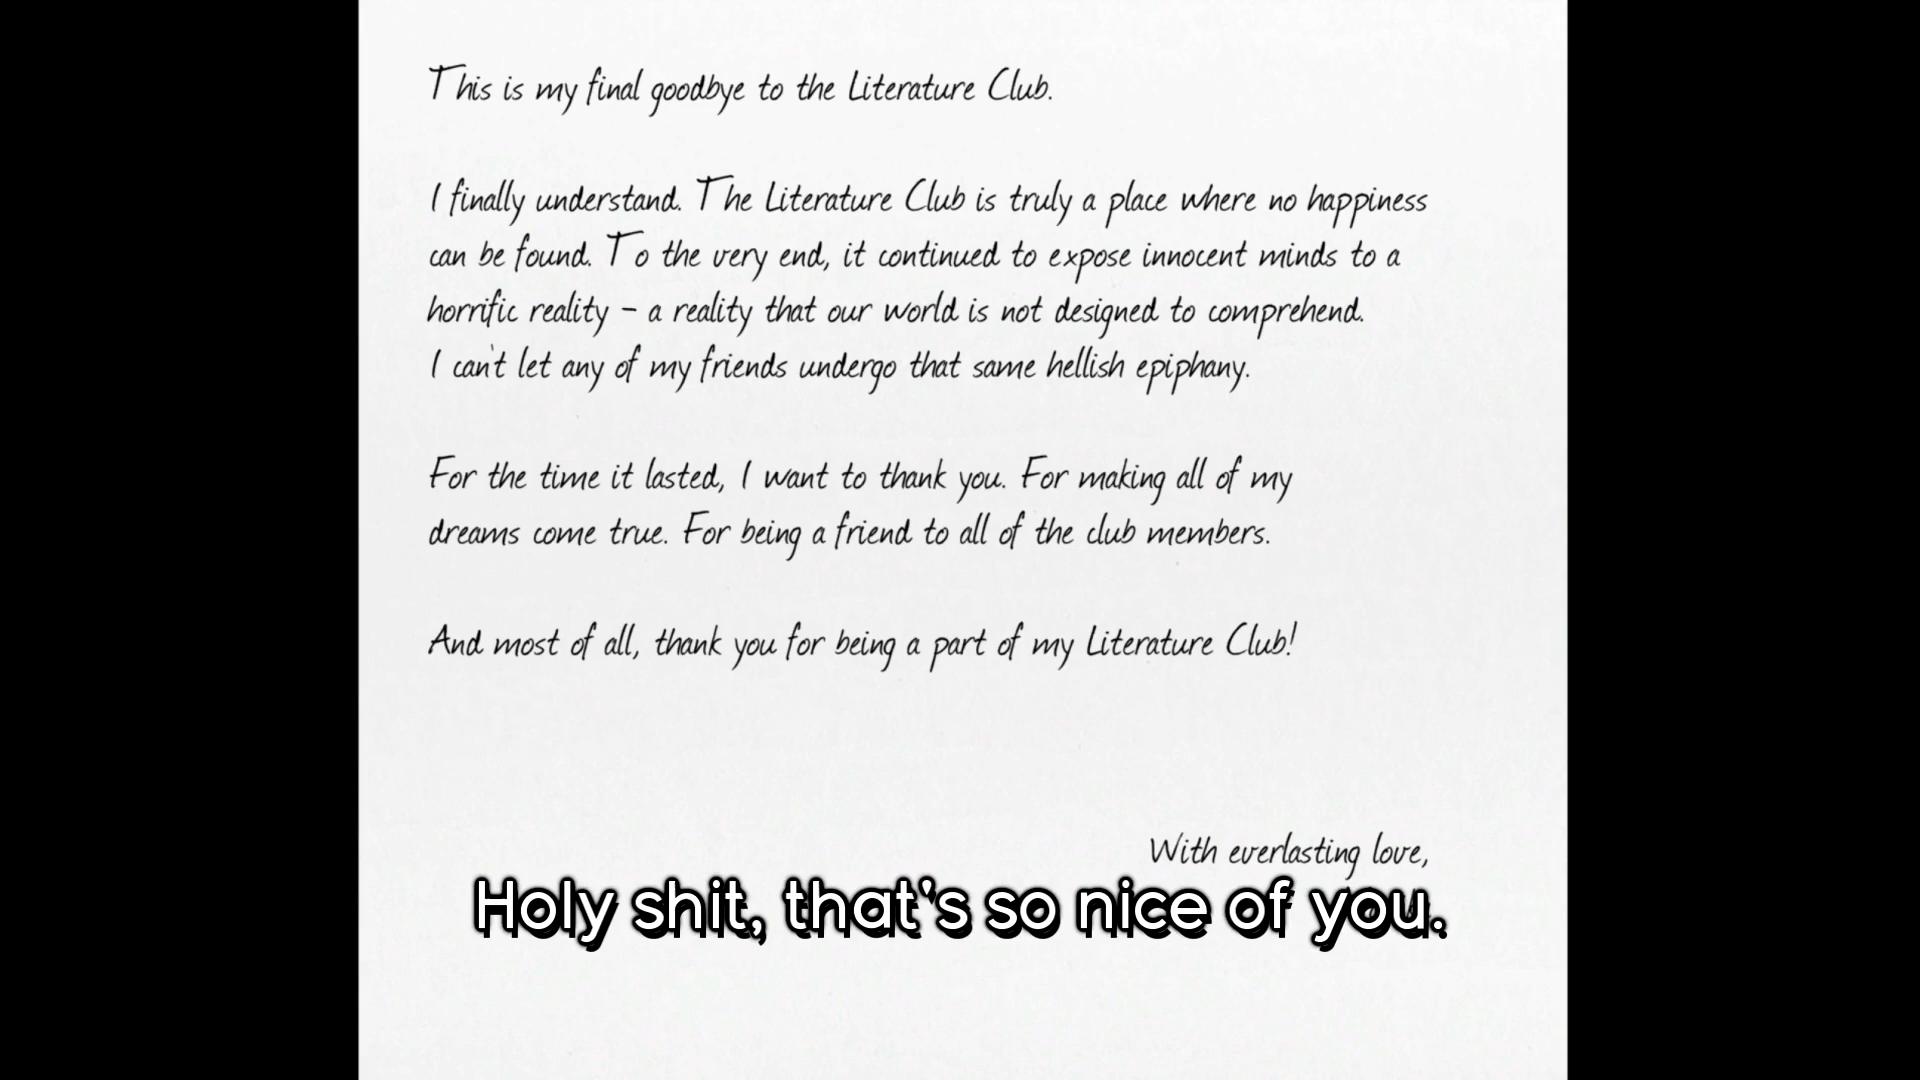 This is my final goodbye to the Literature Club.
I finally understand. The Literature Club is truly a place where no happiness
can be found. To the very end, it continued to expose innocent minds to a
horrific reality – a reality that our world is not designed to comprehend.
I can't let any of my friends undergo that same hellish epiphany.
For the time it lasted, I want to thank you. For making all of my
dreams come true. For being a friend to all of the club members.
And most of all, thank you for being a part of my Literature Club!
With everlasting love,
Holy shit, that's so nice of you.